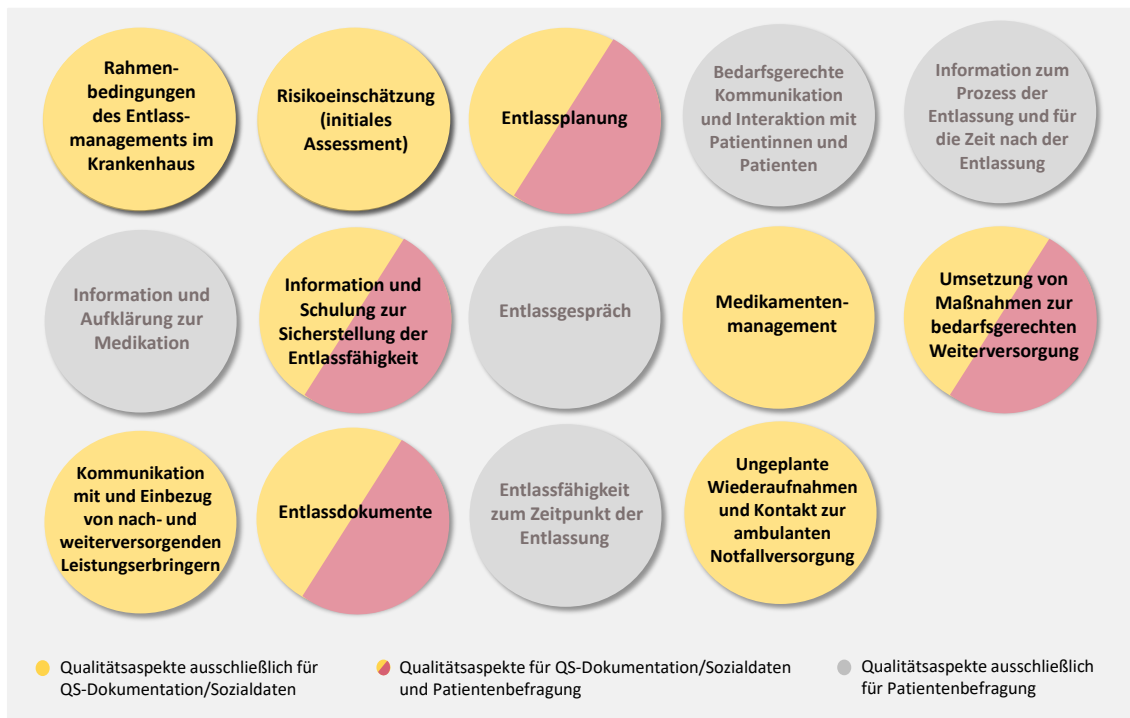 Rahmen-
bedingungen
des Entlass-
managements im
Krankenhaus
Risikoeinschätzung
(initiales
Assessment)
Entlassplanung
Bedarfsgerechte
Kommunikation
und Interaktion mit
Patientinnen und
Patienten
Information zum
Prozess der
Entlassung und für
die Zeit nach der
Entlassung
Information und
Aufklärung zur
Medikation
Information und
Schulung zur
Sicherstellung der
Entlassfähigkeit
Entlassgespräch
Medikamenten-
management
Umsetzung von
Maßnahmen zur
bedarfsgerechten
Weiterversorgung
Kommunikation
mit und Einbezug
von nach- und
weiterversorgenden
Leistungserbringern
Entlassdokumente
Entlassfähigkeit
zum Zeitpunkt der
Entlassung
Ungeplante
Wiederaufnahmen
und Kontakt zur
ambulanten
Notfallversorgung
Qualitätsaspekte ausschließlich für
QS-Dokumentation/Sozialdaten
Qualitätsaspekte für QS-Dokumentation/Sozialdaten
und Patientenbefragung
Qualitätsaspekte ausschließlich
für Patientenbefragung